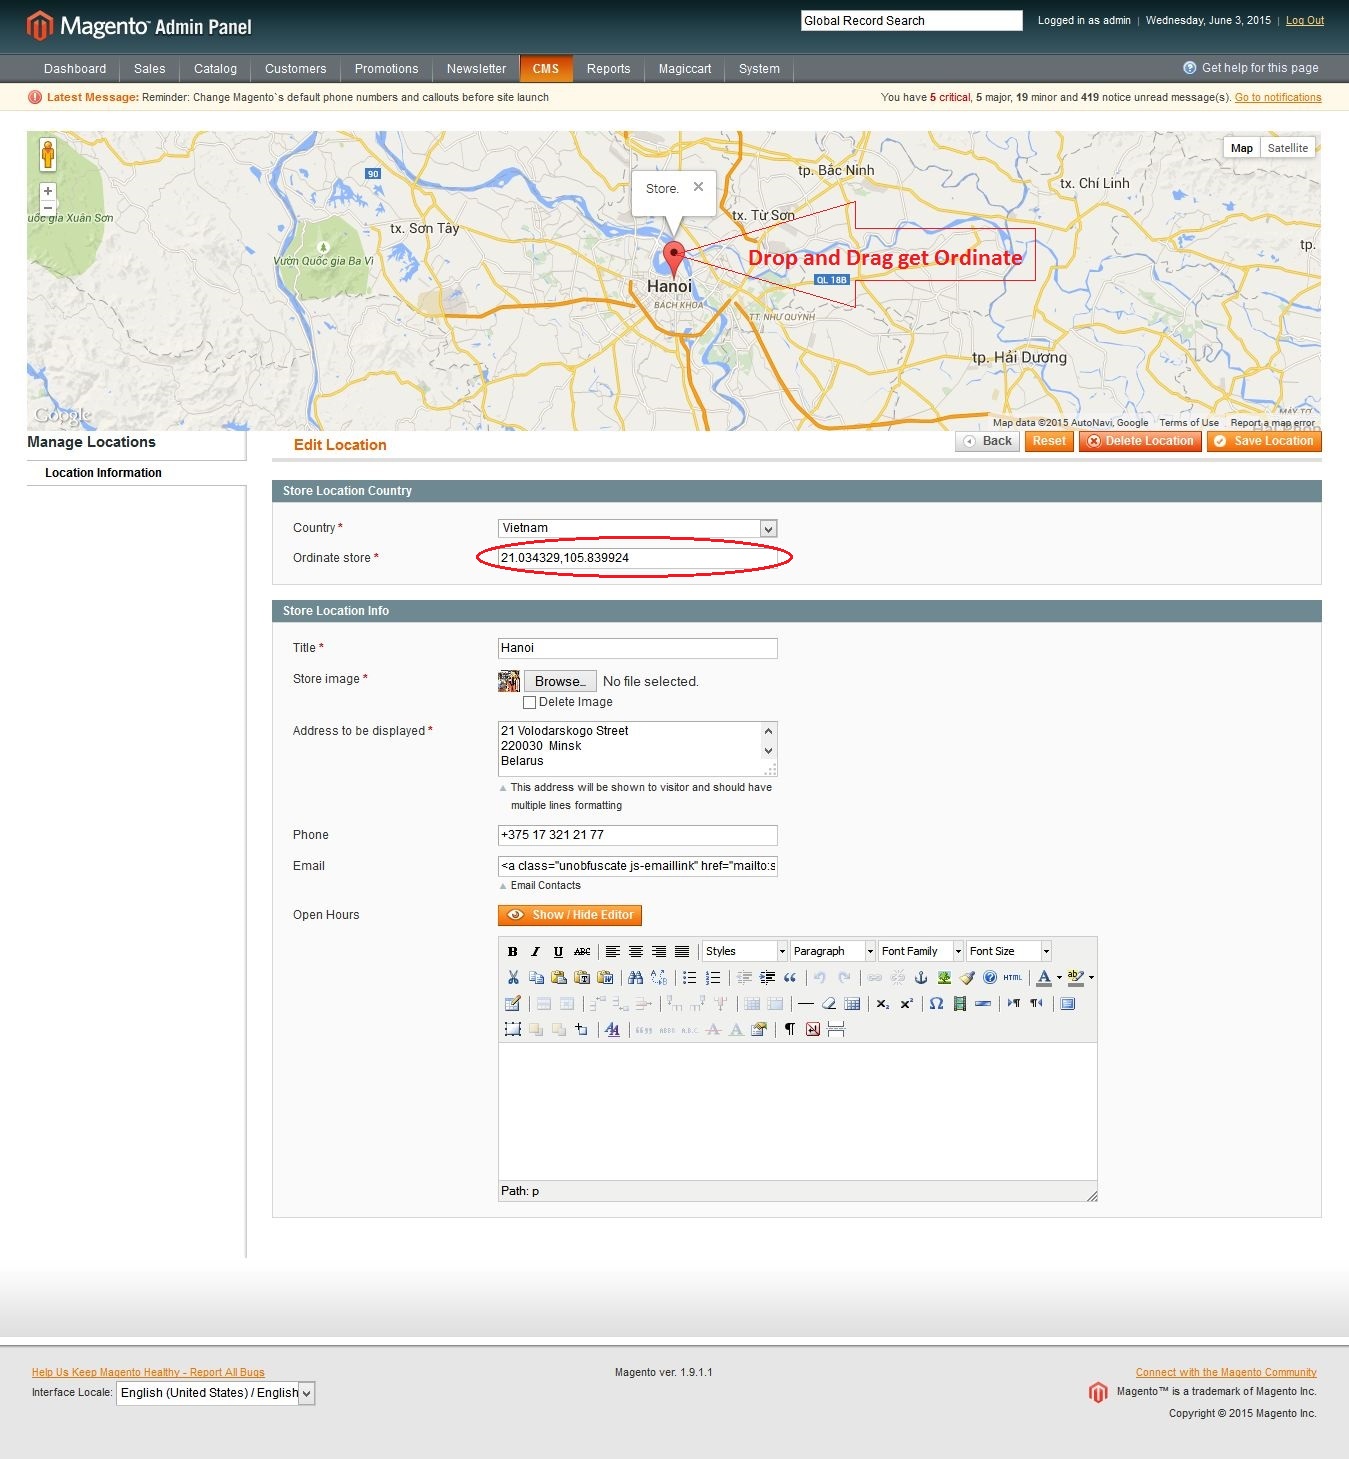 Magento™ Admin Panel
Global Record Search
Logged in as admin | Wednesday, June 3, 2015 | Log Out
Dashboard Sales Catalog Customers Promotions Newsletter CMS Reports Magiccart System
Get help for this page
Latest Message: Reminder: Change Magento`s default phone numbers and callouts before site launch
You have 5 critical, 5 major, 19 minor and 419 notice unread message(s). Go to notifications
Map Satellite
90
tp. Bắc Ninh
Store.
tx. Chí Linh
uốc gia Xuân Sơn
tx. Sơn Tây
tx. Từ Sơn
tp.
Vườn Quốc gia Ba Vì
Drop and Drag get Ordinate
QL 18B
Hanoi
BÁCH KHOA
TT. NHƯ QUỲNH
tp. Hải Dương
Google
Map data ©2015 AutoNavi, Google Terms of Use Report a map error
Manage Locations
Location Information
Edit Location
Back Reset Delete Location Save Location
Store Location Country
Country * Vietnam
Ordinate store * 21.034329,105.839924
Store Location Info
Title * Hanoi
Store image * Browse.. No file selected.
Delete Image
Address to be displayed * 21 Volodarskogo Street
220030 Minsk
Belarus
This address will be shown to visitor and should have
multiple lines formatting
Phone +375 17 321 21 77
Email <a class="unobfuscate js-emaillink" href="mailto:s
Email Contacts
Open Hours Show / Hide Editor
B I U ABC Styles Paragraph Font Family Font Size
HTML A ab
Path: p
Help Us Keep Magento Healthy - Report All Bugs
Interface Locale: English (United States) / English
Magento ver. 1.9.1.1
Connect with the Magento Community
Magento™ is a trademark of Magento Inc.
Copyright © 2015 Magento Inc.